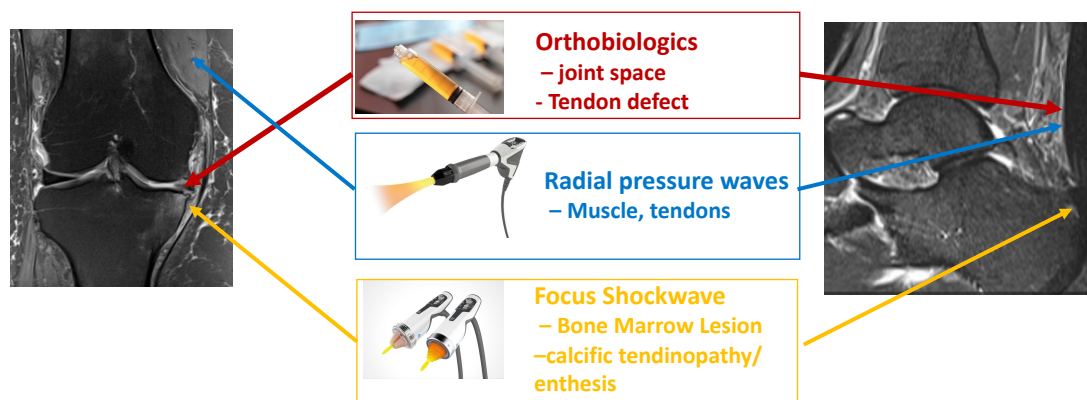 Orthobiologics
– joint space
- Tendon defect
Radial pressure waves
– Muscle, tendons
Focus Shockwave
– Bone Marrow Lesion
–calcific tendinopathy/
enthesis